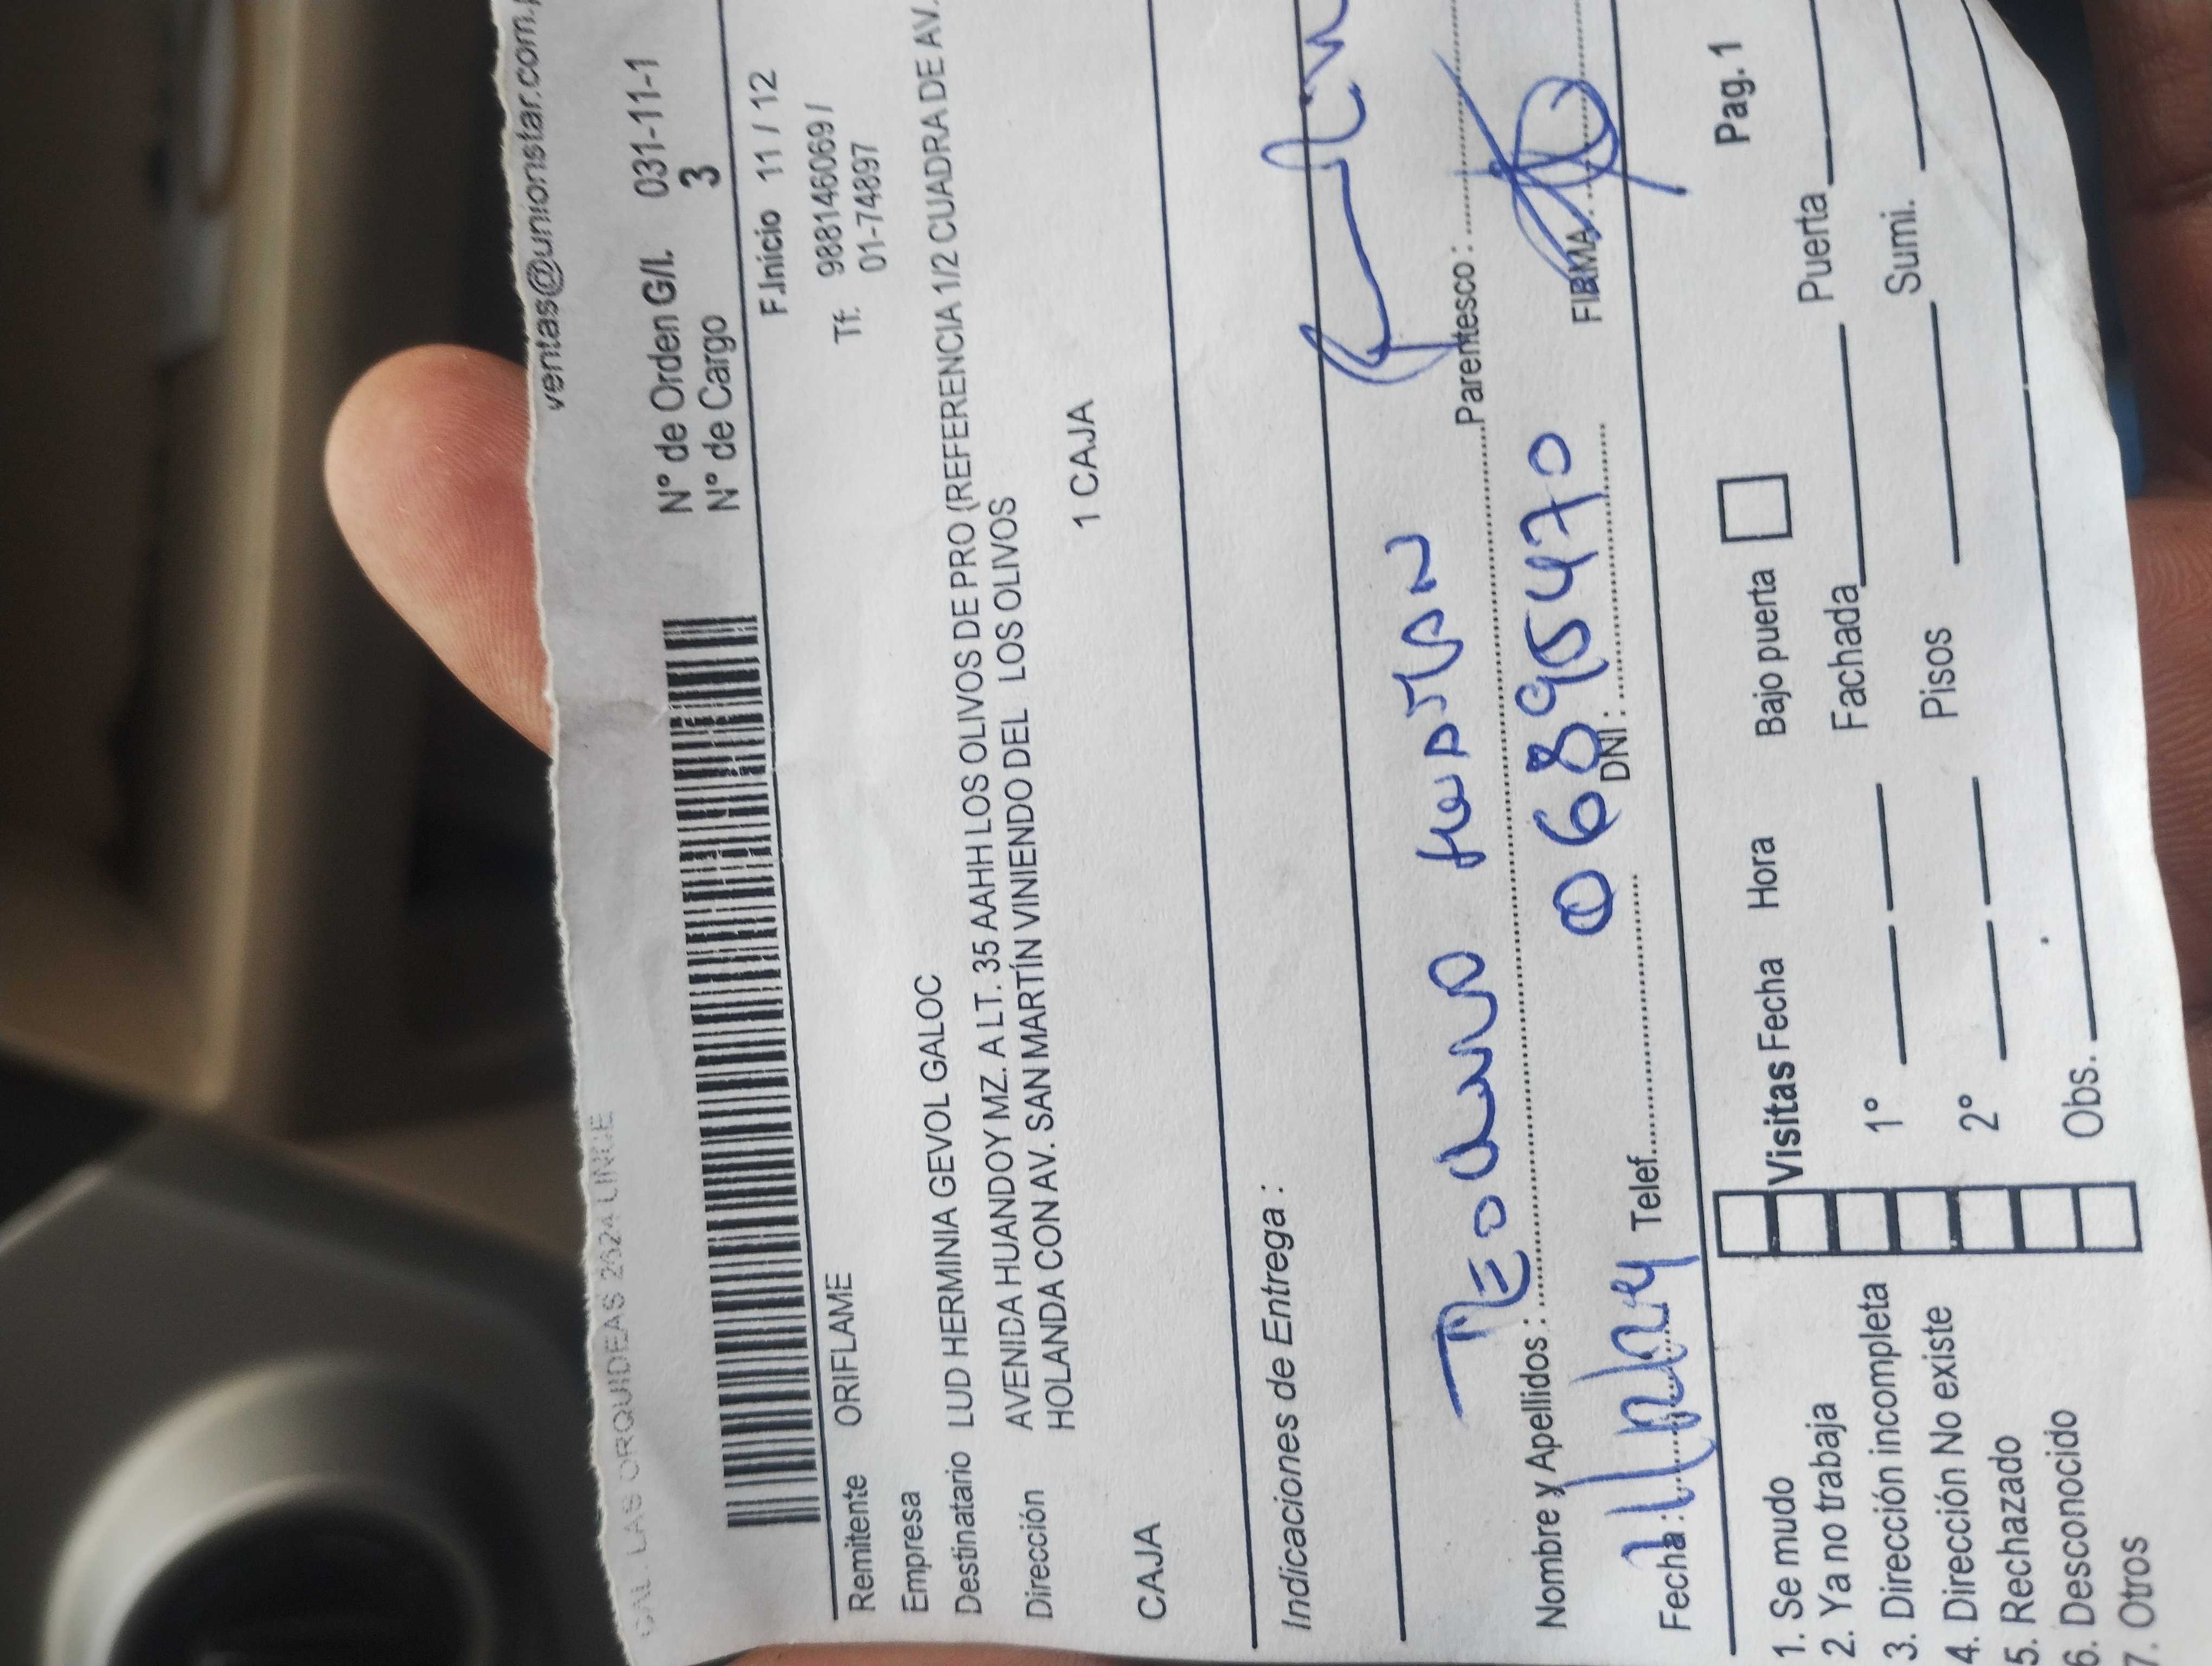 ventas@unionstar.com.
CAL. LAS ORQUIDEAS 2624 LINCE
N° de Orden G/I. 031-11-1
N° de Cargo 3
F.Inicio 11 / 12
Remitente ORIFLAME
Tf. 988146069 /
01-74897
Empresa
Destinatario LUD HERMINIA GEVOL GALOC
Dirección AVENIDA HUANDOY MZ. A LT. 35 AAHH LOS OLIVOS DE PRO (REFERENCIA 1/2 CUADRA DE AV.
HOLANDA CON AV. SAN MARTÍN VINIENDO DEL LOS OLIVOS
CAJA 1 CAJA
Indicaciones de Entrega :
Nombre y Apellidos : Parentesco :
06895470
Fecha : 11/12/24 Telef. DNI : FIRMA :
Pag. 1
1. Se mudo
2. Ya no trabaja
3. Dirección incompleta
4. Dirección No existe
5. Rechazado
6. Desconocido
7. Otros
Visitas Fecha Hora Bajo puerta
1° Fachada Puerta
2° Pisos Sumi.
Obs.